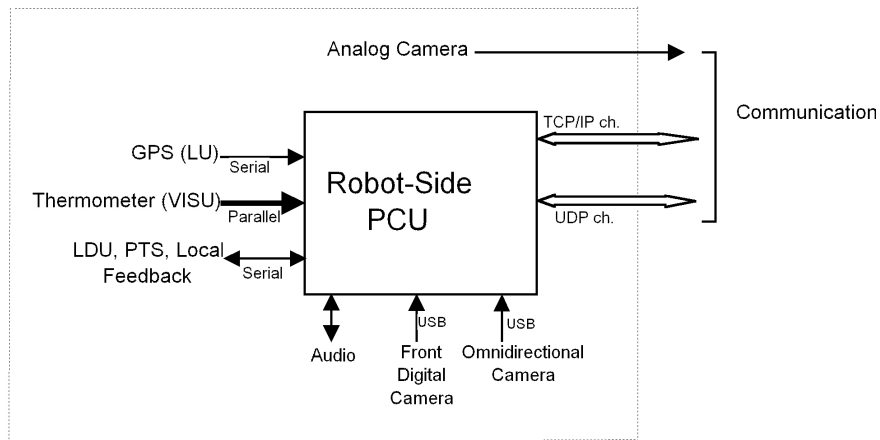 Analog Camera
Communication
TCP/IP ch.
GPS (LU)
Serial
Robot-Side
PCU
Thermometer (VISU)
Parallel
UDP ch.
LDU, PTS, Local
Feedback
Serial
USB
USB
Audio
Front
Digital
Camera
Omnidirectional
Camera